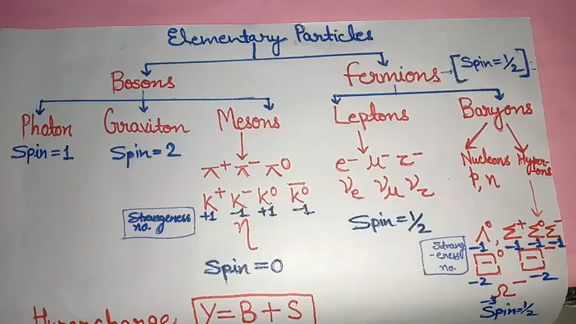 Elementary Particles
Bosons
Fermions → [Spin=½]:-
Photon
Graviton
Mesons
Leptons
Baryons
Spin=1
Spin=2
π⁺ π⁻ π⁰
K⁺ K⁻ K⁰ K̅⁰
Strangeness no.
+1 -1 +1 -1
η
Spin=0
e⁻ μ⁻ τ⁻
νₑ ν_μ ν_τ
Spin=½
Nucleons
P, n
Hyper-
-ons
Λ⁰, Σ⁺ Σ⁰ Σ⁻
-1 -1 -1 -1
Strang
-eness
no.
Ξ⁰ Ξ⁻
-2 -2
Ω⁻
-3
Spin=½
Hypercharge,
Y=B+S